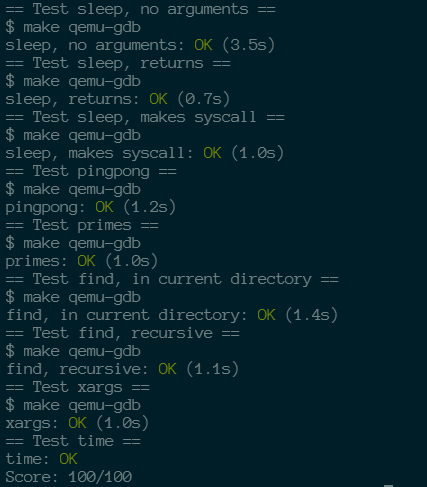 == Test sleep, no arguments ==
$ make qemu-gdb
sleep, no arguments: OK (3.5s)
== Test sleep, returns ==
$ make qemu-gdb
sleep, returns: OK (0.7s)
== Test sleep, makes syscall ==
$ make qemu-gdb
sleep, makes syscall: OK (1.0s)
== Test pingpong ==
$ make qemu-gdb
pingpong: OK (1.2s)
== Test primes ==
$ make qemu-gdb
primes: OK (1.0s)
== Test find, in current directory ==
$ make qemu-gdb
find, in current directory: OK (1.4s)
== Test find, recursive ==
$ make qemu-gdb
find, recursive: OK (1.1s)
== Test xargs ==
$ make qemu-gdb
xargs: OK (1.0s)
== Test time ==
time: OK
Score: 100/100